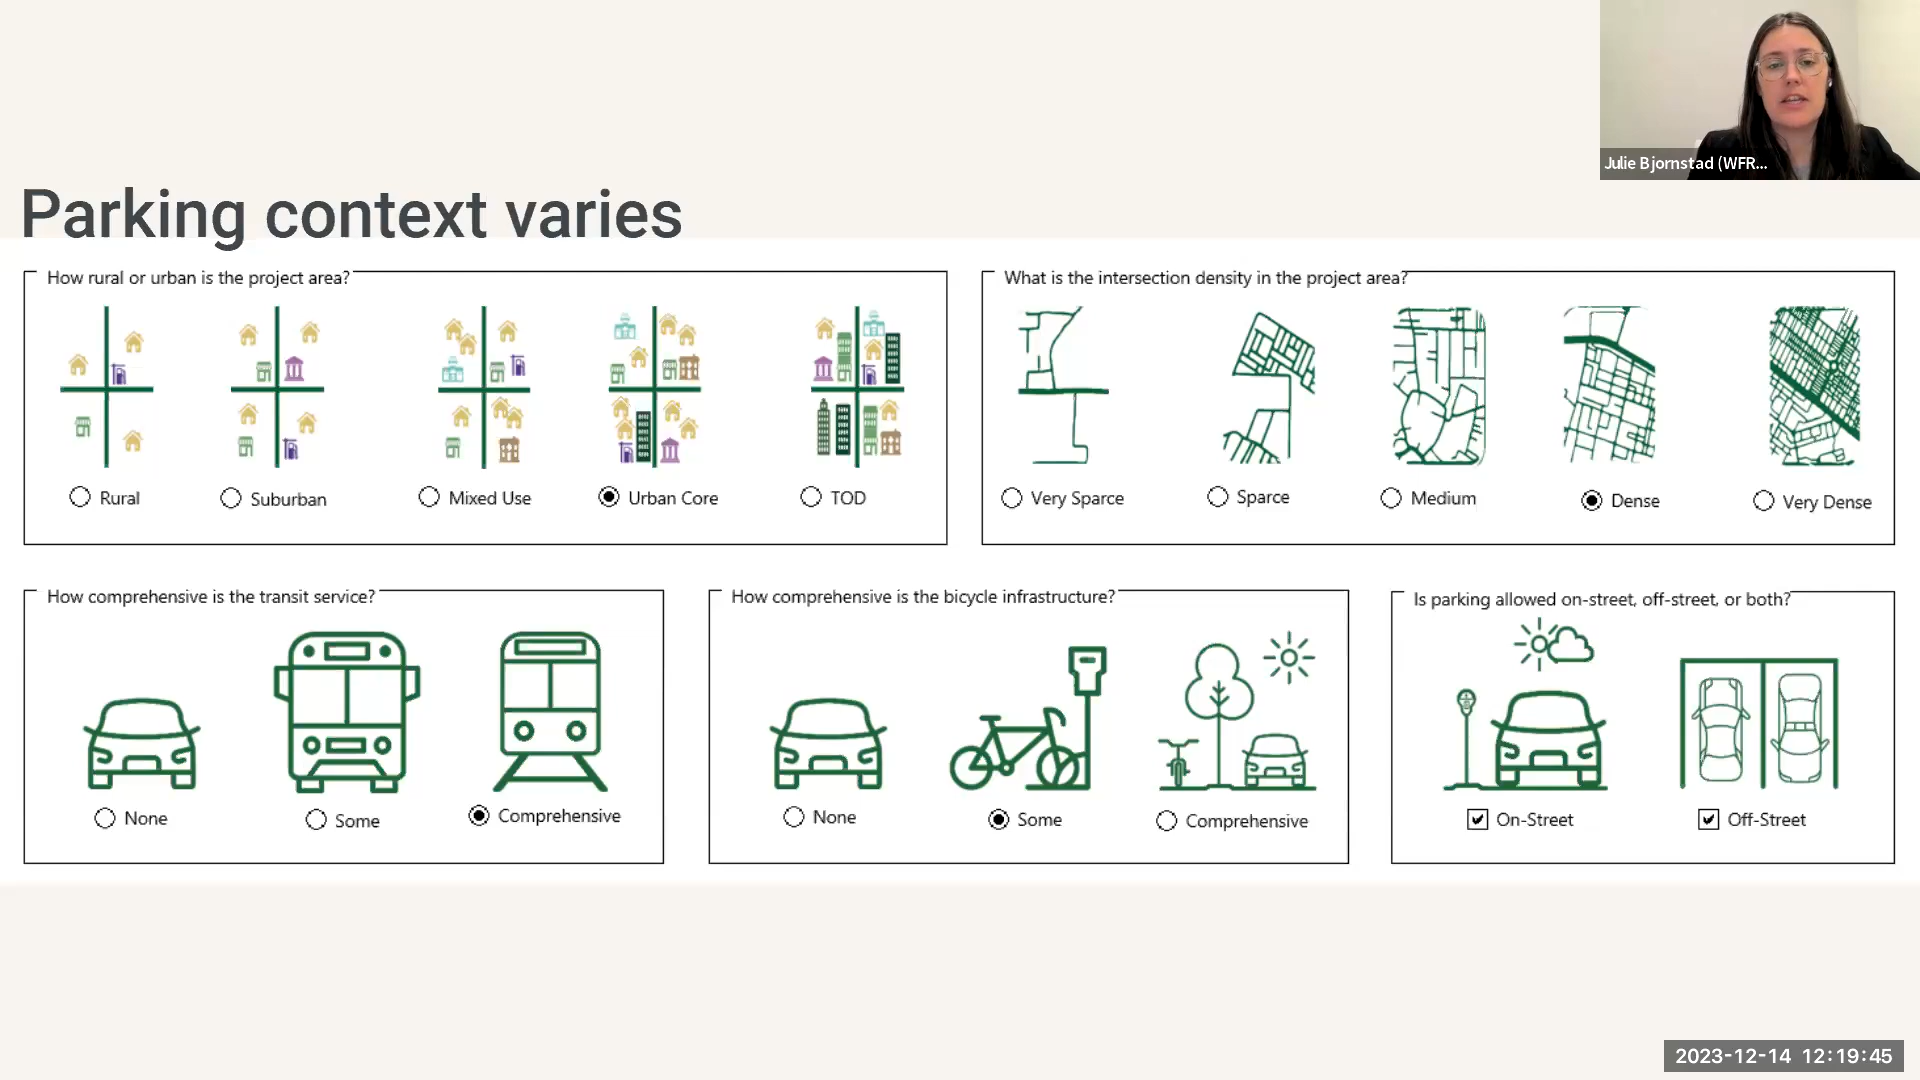 Julie Bjornstad (WFR...
Parking context varies
How rural or urban is the project area?
Rural
Suburban
Mixed Use
Urban Core
TOD
What is the intersection density in the project area?
Very Sparce
Sparce
Medium
Dense
Very Dense
How comprehensive is the transit service?
None
Some
Comprehensive
How comprehensive is the bicycle infrastructure?
None
Some
Comprehensive
Is parking allowed on-street, off-street, or both?
On-Street
Off-Street
2023-12-14 12:19:45